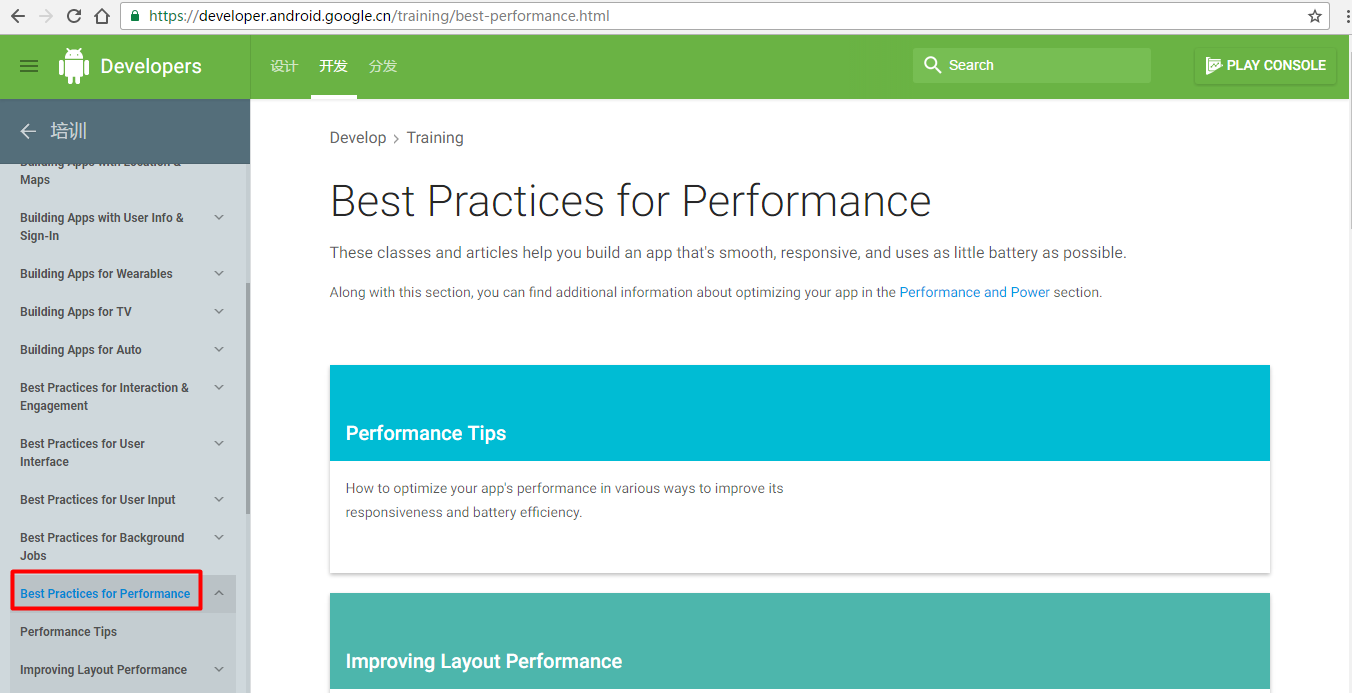 https://developer.android.google.cn/training/best-performance.html
Developers
设计
开发
分发
Search
PLAY CONSOLE
培训
Building Apps with Location &
Maps
Building Apps with User Info &
Sign-In
Building Apps for Wearables
Building Apps for TV
Building Apps for Auto
Best Practices for Interaction &
Engagement
Best Practices for User
Interface
Best Practices for User Input
Best Practices for Background
Jobs
Best Practices for Performance
Performance Tips
Improving Layout Performance
Develop > Training
Best Practices for Performance
These classes and articles help you build an app that's smooth, responsive, and uses as little battery as possible.
Along with this section, you can find additional information about optimizing your app in the Performance and Power section.
Performance Tips
How to optimize your app's performance in various ways to improve its
responsiveness and battery efficiency.
Improving Layout Performance